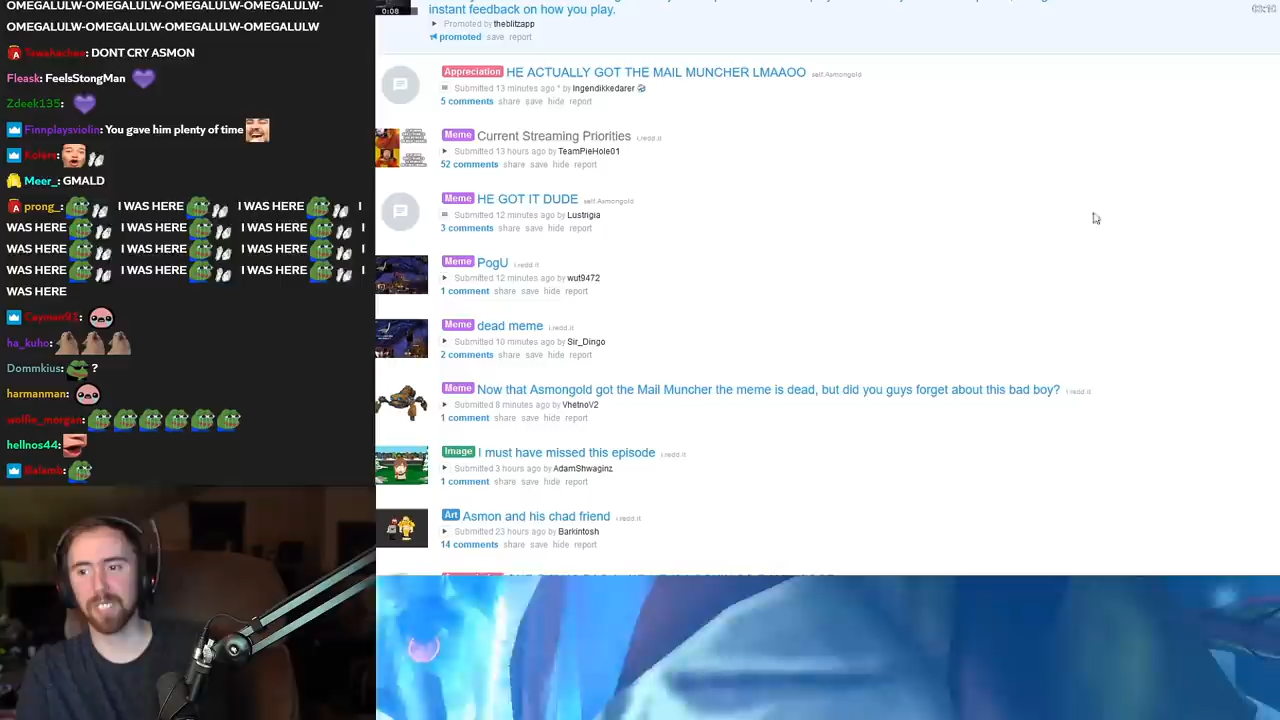 OMEGALULW-OMEGALULW-OMEGALULW-
OMEGALULW-OMEGALULW-OMEGALULW
Towahachee: DONT CRY ASMON
Fleask: FeelsStongMan
Zdeek135:
Finnplaysviolin: You gave him plenty of time
Koiers:
Meer_: GMALD
prong_: I WAS HERE I WAS HERE I
WAS HERE I WAS HERE I WAS HERE I
WAS HERE I WAS HERE I WAS HERE I
WAS HERE I WAS HERE I WAS HERE I
WAS HERE
Cayman91:
ha_kuho:
Dommkius: ?
harmanman:
wolfie_morgan:
hellnos44:
0:08
instant feedback on how you play.
Promoted by theblitzapp
promoted save report
Appreciation HE ACTUALLY GOT THE MAIL MUNCHER LMAAOO self.Asmongold
Submitted 13 minutes ago * by Ingendikkedarer
5 comments share save hide report
Meme Current Streaming Priorities i.redd.it
Submitted 13 hours ago by TeamPieHole01
52 comments share save hide report
Meme HE GOT IT DUDE self.Asmongold
Submitted 12 minutes ago by Lustrigia
3 comments share save hide report
Meme PogU i.redd.it
Submitted 12 minutes ago by wut9472
1 comment share save hide report
Meme dead meme i.redd.it
Submitted 10 minutes ago by Sir_Dingo
2 comments share save hide report
Meme Now that Asmongold got the Mail Muncher the meme is dead, but did you guys forget about this bad boy? i.redd.it
Submitted 8 minutes ago by VhetnoV2
1 comment share save hide report
Image I must have missed this episode i.redd.it
Submitted 3 hours ago by AdamShwaginz
1 comment share save hide report
Art Asmon and his chad friend i.redd.it
Submitted 23 hours ago by Barkintosh
14 comments share save hide report